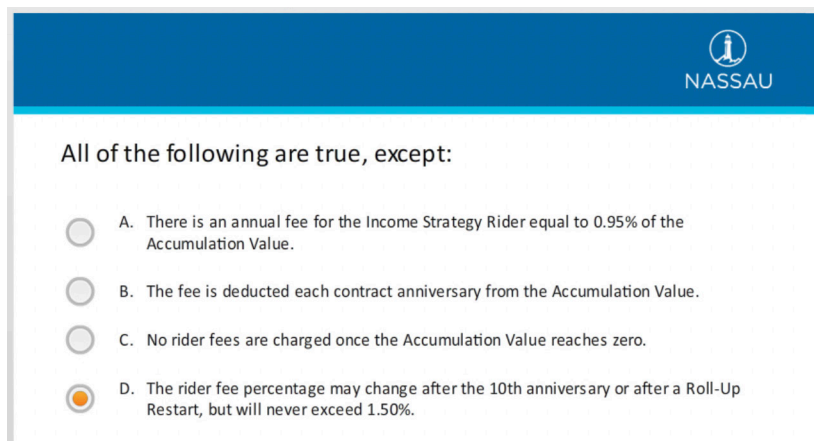 NASSAU
All of the following are true, except:
A. There is an annual fee for the Income Strategy Rider equal to 0.95% of the
Accumulation Value.
B. The fee is deducted each contract anniversary from the Accumulation Value.
C. No rider fees are charged once the Accumulation Value reaches zero.
D. The rider fee percentage may change after the 10th anniversary or after a Roll-Up
Restart, but will never exceed 1.50%.